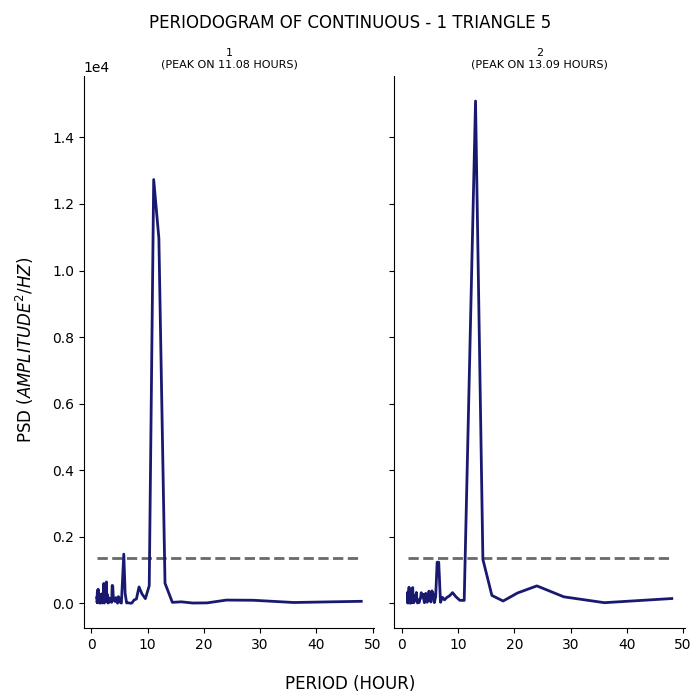 PERIODOGRAM OF CONTINUOUS - 1 TRIANGLE 5
1
(PEAK ON 11.08 HOURS)
2
(PEAK ON 13.09 HOURS)
1e4
1.4
1.2
1.0
0.8
0.6
0.4
0.2
0.0
PSD (AMPLITUDE²/HZ)
0 10 20 30 40 50
0 10 20 30 40 50
PERIOD (HOUR)